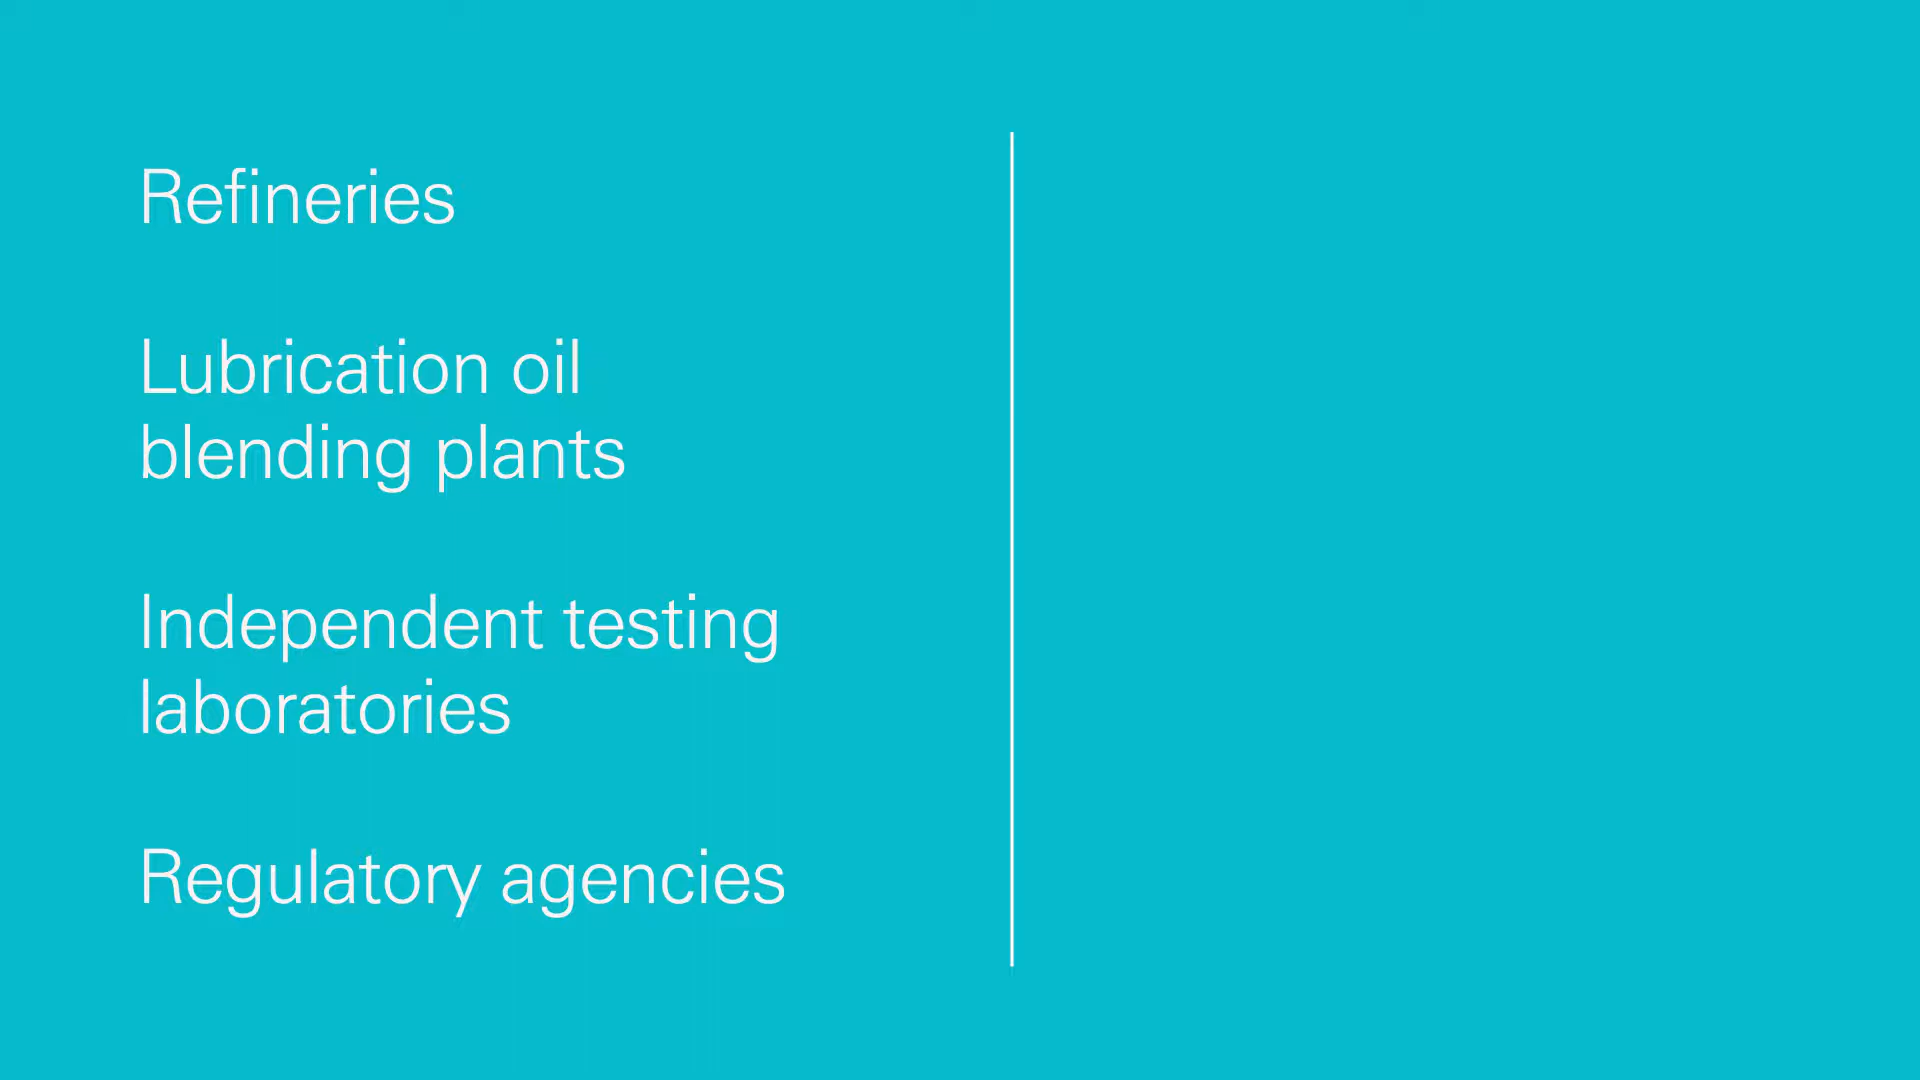 Refineries
Lubrication oil
blending plants
Independent testing
laboratories
Regulatory agencies